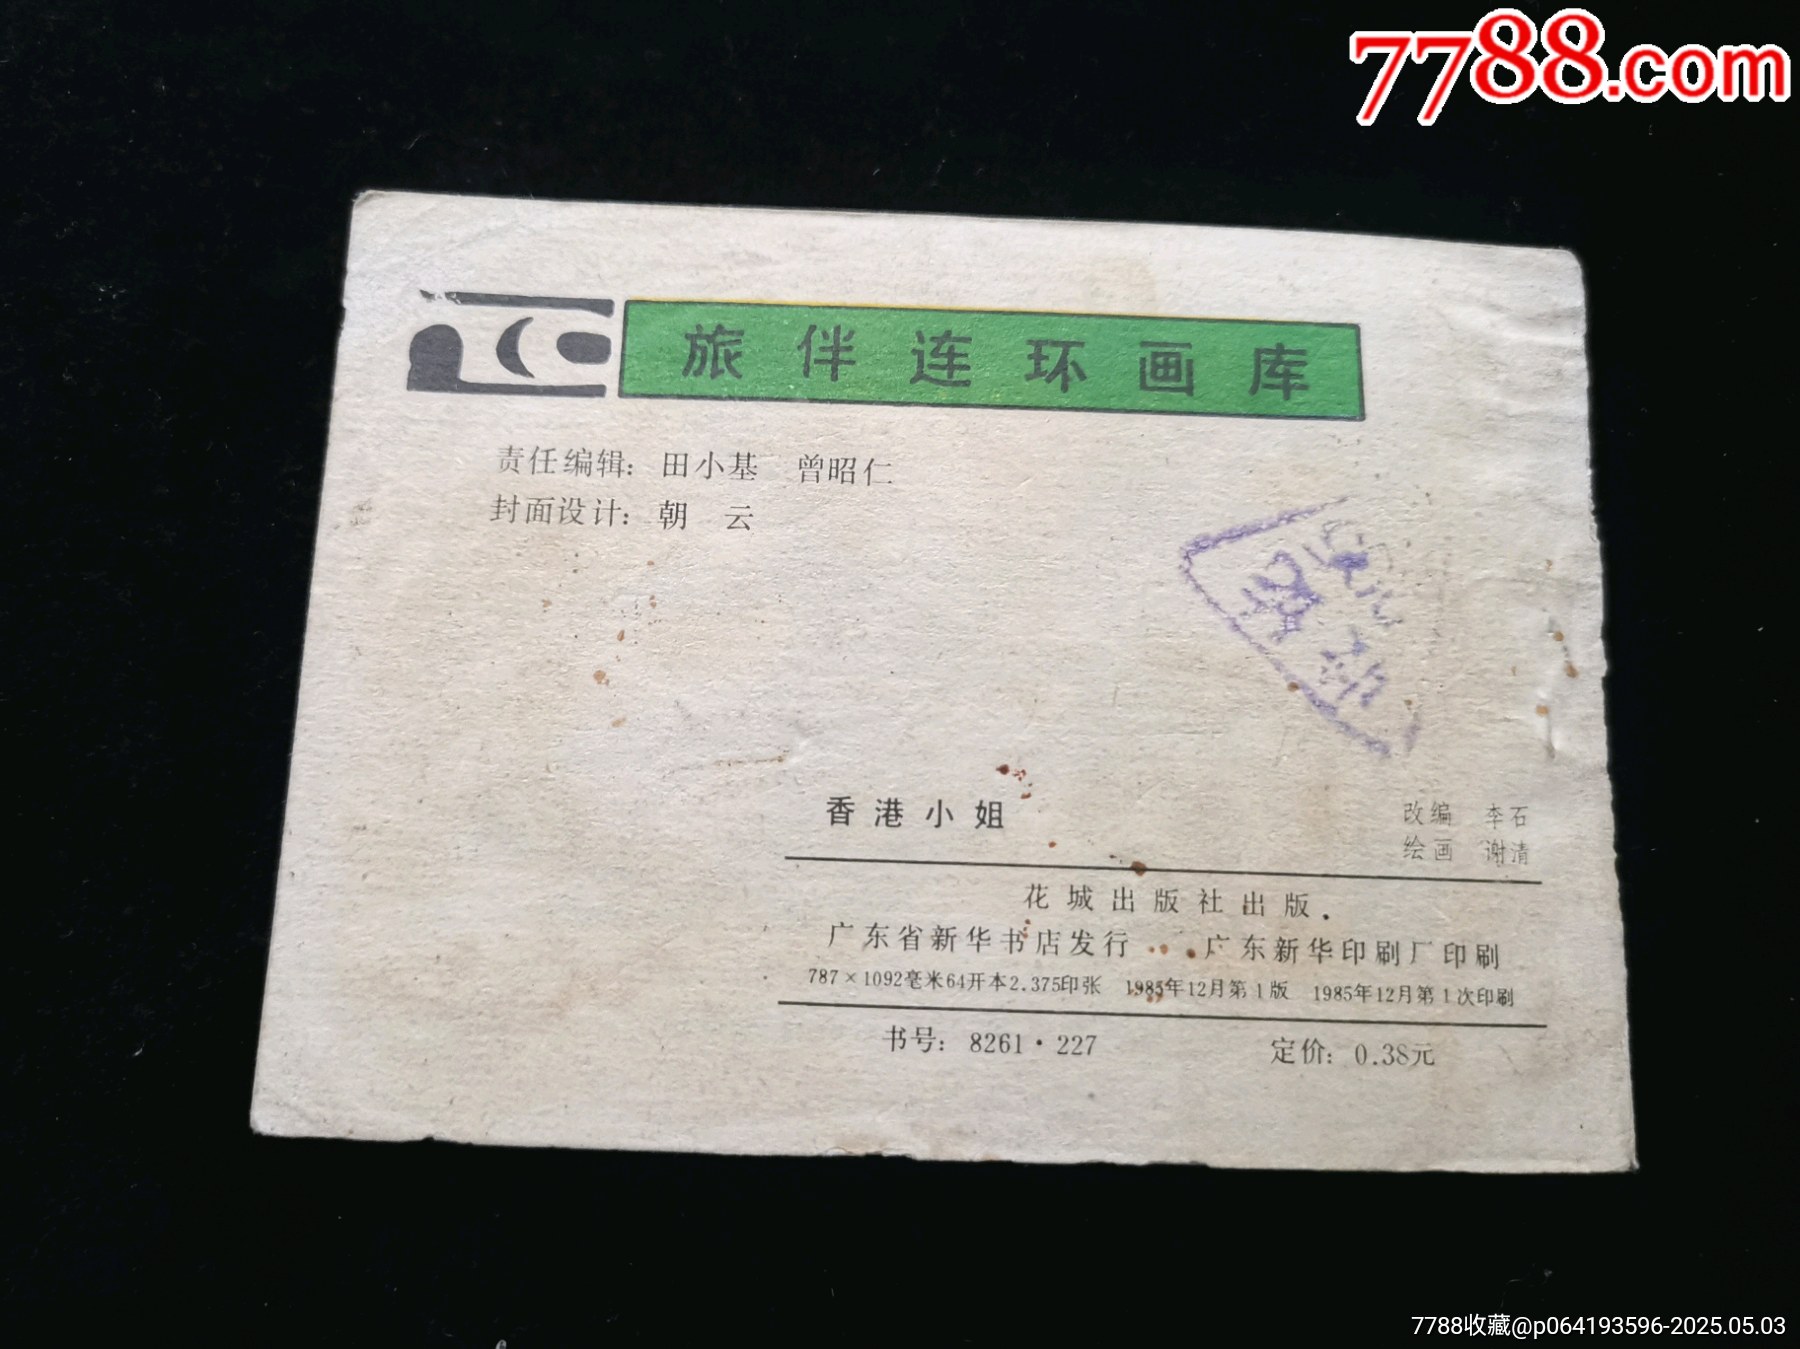 7788.com
旅伴连环画库
责任编辑：田小基 曾昭仁
封面设计：朝 云
香港小姐
改编 李石
绘画 谢清
花城出版社出版.
广东省新华书店发行 广东新华印刷厂印刷
787×1092毫米64开本2.375印张 1985年12月第1版 1985年12月第1次印刷
书号：8261·227 定价：0.38元
7788收藏@p064193596-2025.05.03